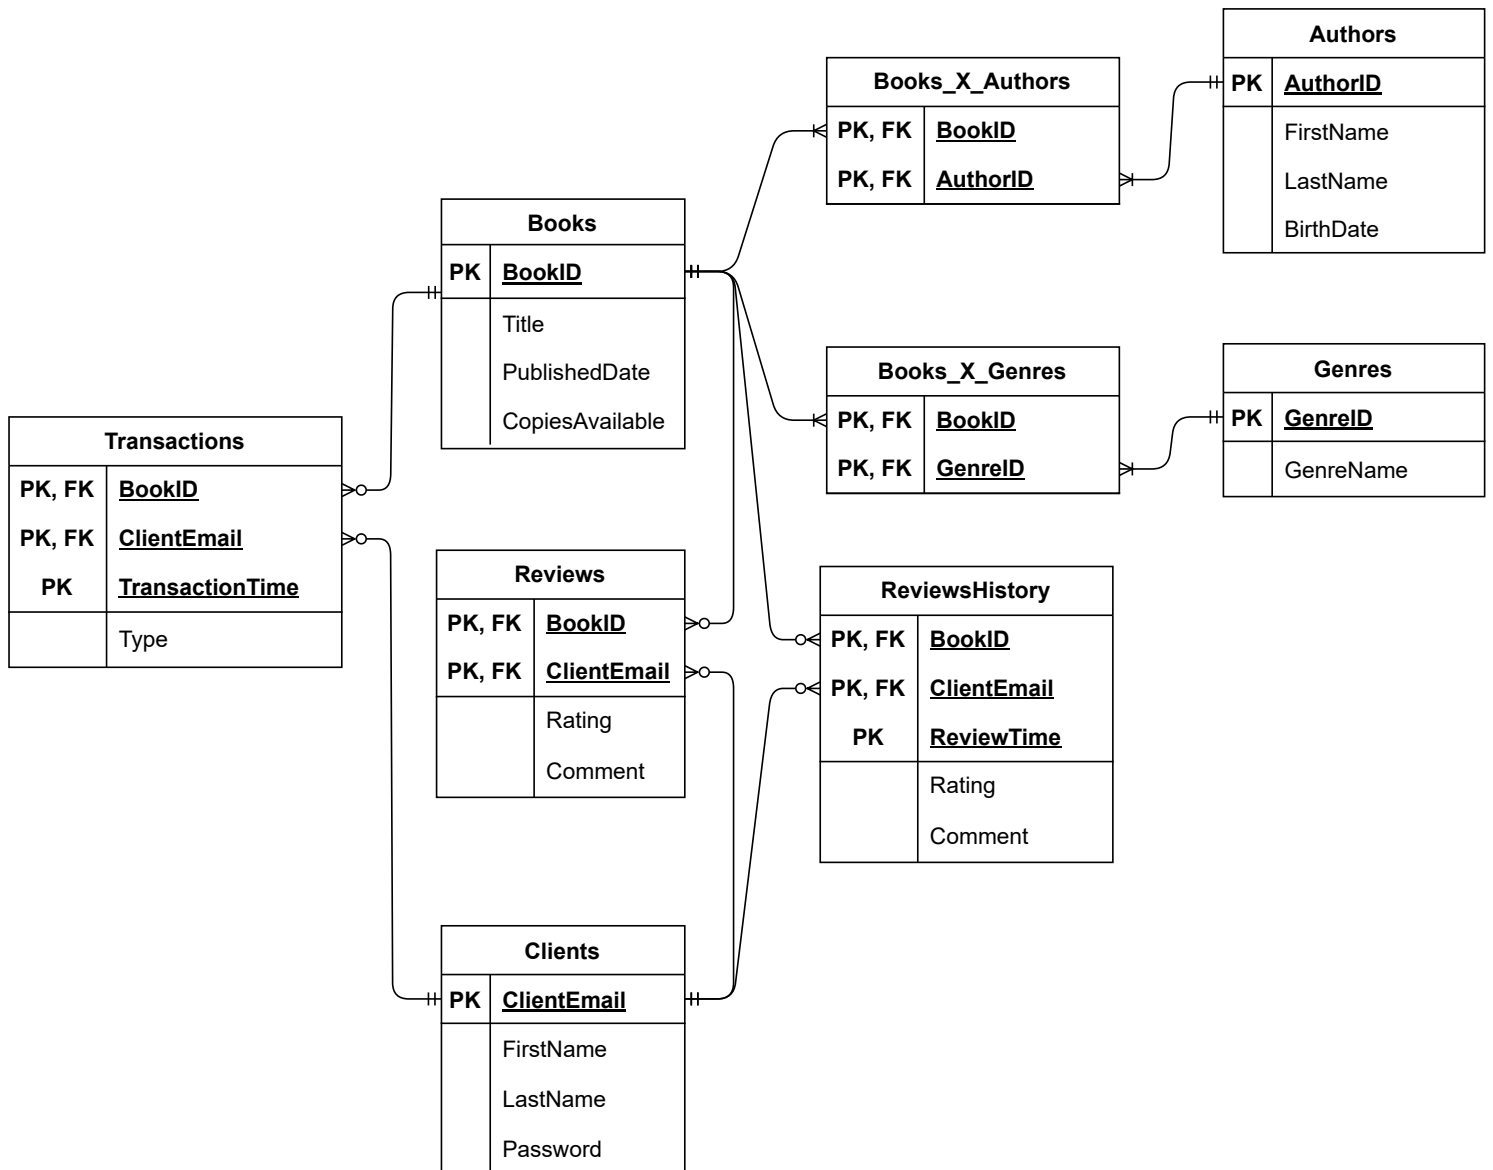 Authors
PK AuthorID
FirstName
LastName
BirthDate
Books_X_Authors
PK, FK BookID
PK, FK AuthorID
Books
PK BookID
Title
PublishedDate
CopiesAvailable
Books_X_Genres
PK, FK BookID
PK, FK GenreID
Genres
PK GenreID
GenreName
Transactions
PK, FK BookID
PK, FK ClientEmail
PK TransactionTime
Type
Reviews
PK, FK BookID
PK, FK ClientEmail
Rating
Comment
ReviewsHistory
PK, FK BookID
PK, FK ClientEmail
PK ReviewTime
Rating
Comment
Clients
PK ClientEmail
FirstName
LastName
Password